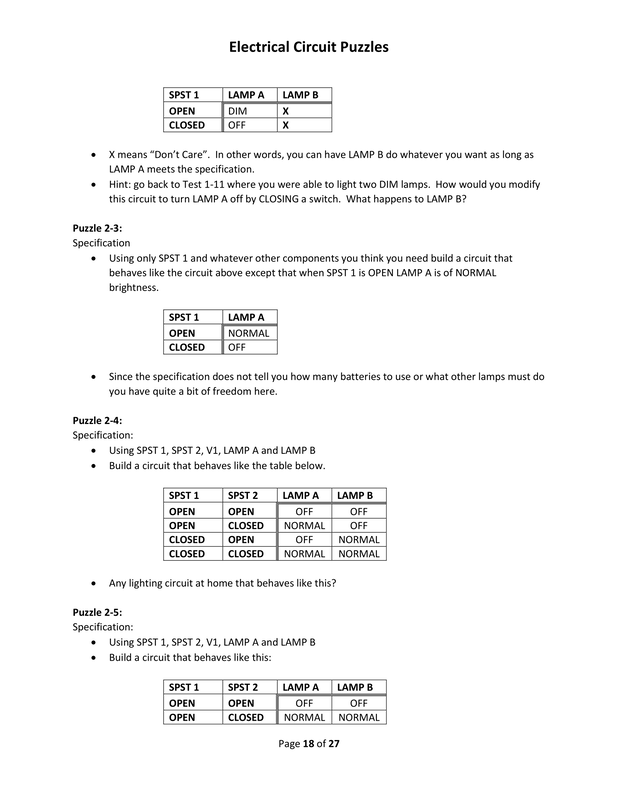 Electrical Circuit Puzzles
SPST 1 LAMP A LAMP B
OPEN DIM X
CLOSED OFF X
• X means “Don’t Care”. In other words, you can have LAMP B do whatever you want as long as
LAMP A meets the specification.
• Hint: go back to Test 1-11 where you were able to light two DIM lamps. How would you modify
this circuit to turn LAMP A off by CLOSING a switch. What happens to LAMP B?
Puzzle 2-3:
Specification
• Using only SPST 1 and whatever other components you think you need build a circuit that
behaves like the circuit above except that when SPST 1 is OPEN LAMP A is of NORMAL
brightness.
SPST 1 LAMP A
OPEN NORMAL
CLOSED OFF
• Since the specification does not tell you how many batteries to use or what other lamps must do
you have quite a bit of freedom here.
Puzzle 2-4:
Specification:
• Using SPST 1, SPST 2, V1, LAMP A and LAMP B
• Build a circuit that behaves like the table below.
SPST 1 SPST 2 LAMP A LAMP B
OPEN OPEN OFF OFF
OPEN CLOSED NORMAL OFF
CLOSED OPEN OFF NORMAL
CLOSED CLOSED NORMAL NORMAL
• Any lighting circuit at home that behaves like this?
Puzzle 2-5:
Specification:
• Using SPST 1, SPST 2, V1, LAMP A and LAMP B
• Build a circuit that behaves like this:
SPST 1 SPST 2 LAMP A LAMP B
OPEN OPEN OFF OFF
OPEN CLOSED NORMAL NORMAL
Page 18 of 27